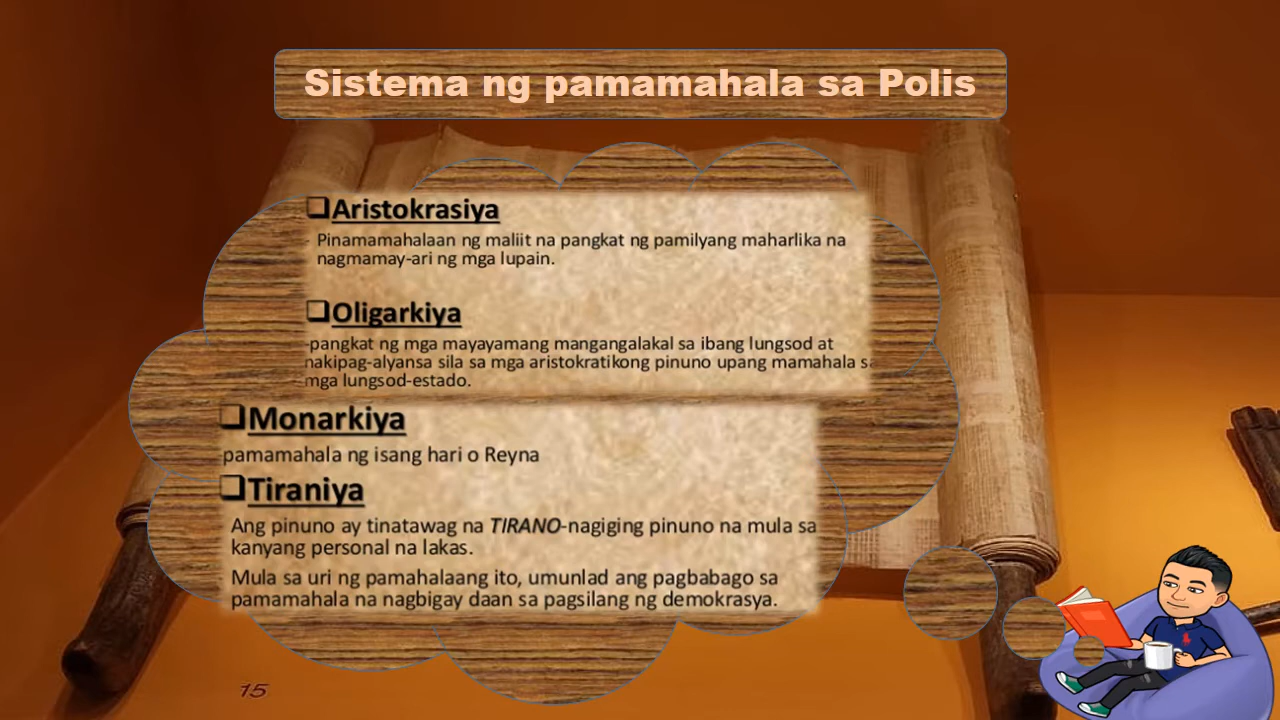 Sistema ng pamamahala sa Polis
❑Aristokrasiya
Pinamamahalaan ng maliit na pangkat ng pamilyang maharlika na
nagmamay-ari ng mga lupain.
❑Oligarkiya
-pangkat ng mga mayayamang mangangalakal sa ibang lungsod at
nakipag-alyansa sila sa mga aristokratikong pinuno upang mamahala sa
mga lungsod-estado.
❑Monarkiya
pamamahala ng isang hari o Reyna
❑Tiraniya
Ang pinuno ay tinatawag na TIRANO-nagiging pinuno na mula sa
kanyang personal na lakas.
Mula sa uri ng pamahalaang ito, umunlad ang pagbabago sa
pamamahala na nagbigay daan sa pagsilang ng demokrasya.
15